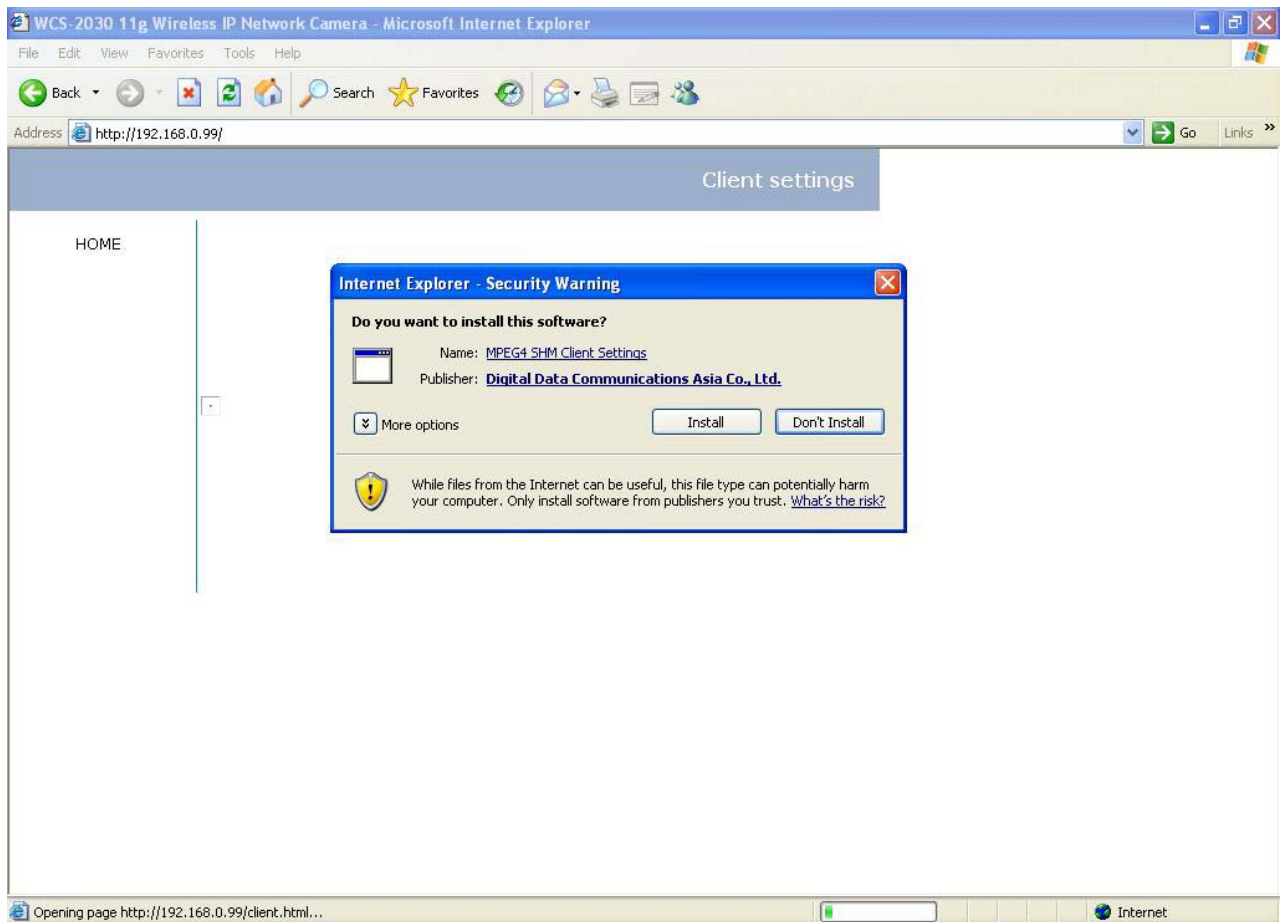 WCS-2030 11g Wireless IP Network Camera - Microsoft Internet Explorer
File Edit View Favorites Tools Help
Back Search Favorites
Address http://192.168.0.99/ Go Links »
Client settings
HOME
Internet Explorer - Security Warning
Do you want to install this software?
Name: MPEG4 SHM Client Settings
Publisher: Digital Data Communications Asia Co., Ltd.
More options Install Don't Install
While files from the Internet can be useful, this file type can potentially harm
your computer. Only install software from publishers you trust. What's the risk?
Opening page http://192.168.0.99/client.html... Internet